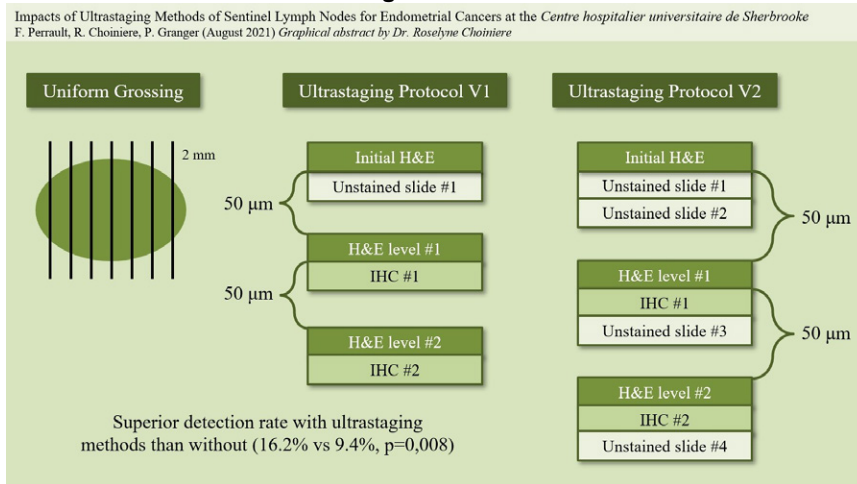 Impacts of Ultrastaging Methods of Sentinel Lymph Nodes for Endometrial Cancers at the Centre hospitalier universitaire de Sherbrooke
F. Perrault, R. Choiniere, P. Granger (August 2021) Graphical abstract by Dr. Roselyne Choiniere
Uniform Grossing
2 mm
Ultrastaging Protocol V1
Initial H&E
Unstained slide #1
50 µm
H&E level #1
IHC #1
50 µm
H&E level #2
IHC #2
Ultrastaging Protocol V2
Initial H&E
Unstained slide #1
Unstained slide #2
50 µm
H&E level #1
IHC #1
Unstained slide #3
50 µm
H&E level #2
IHC #2
Unstained slide #4
Superior detection rate with ultrastaging
methods than without (16.2% vs 9.4%, p=0,008)